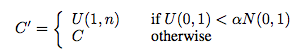 C′ = { U(1, n) if U(0, 1) < αN(0, 1)
C otherwise